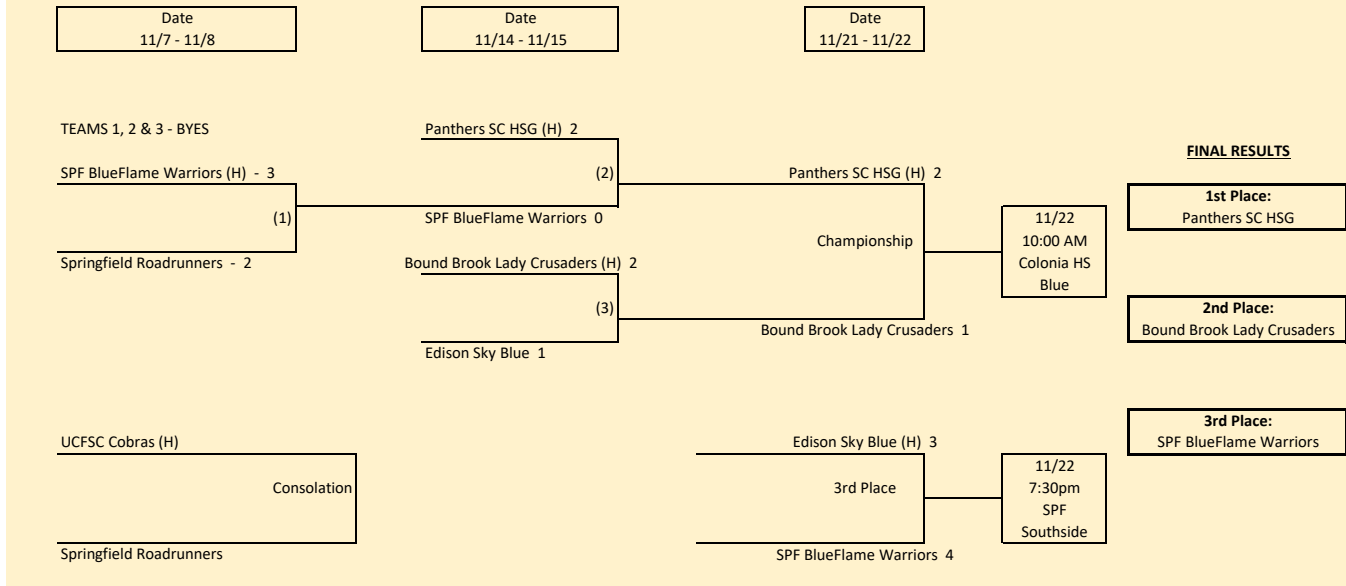 Date
11/7 - 11/8
Date
11/14 - 11/15
Date
11/21 - 11/22
TEAMS 1, 2 & 3 - BYES
Panthers SC HSG (H)  2
FINAL RESULTS
SPF BlueFlame Warriors (H)  -  3
(2)
Panthers SC HSG (H)  2
1st Place:
Panthers SC HSG
(1)
SPF BlueFlame Warriors  0
11/22
10:00 AM
Colonia HS
Blue
Championship
Springfield Roadrunners  -  2
Bound Brook Lady Crusaders (H)  2
(3)
2nd Place:
Bound Brook Lady Crusaders
Bound Brook Lady Crusaders  1
Edison Sky Blue  1
3rd Place:
SPF BlueFlame Warriors
UCFSC Cobras (H)
Edison Sky Blue (H)  3
11/22
7:30pm
SPF
Southside
Consolation
3rd Place
Springfield Roadrunners
SPF BlueFlame Warriors  4